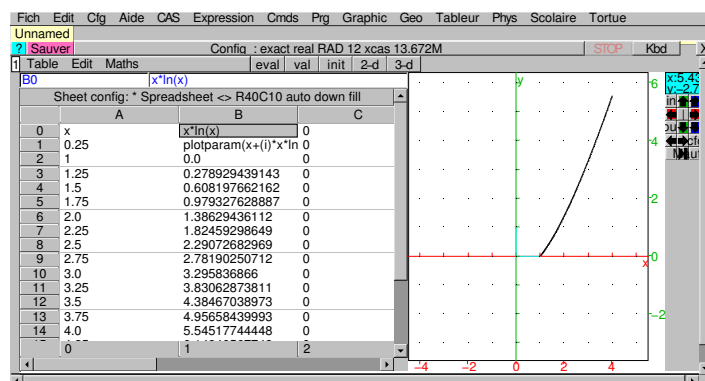 Fich Edit Cfg Aide CAS Expression Cmds Prg Graphic Geo Tableur Phys Scolaire Tortue
Unnamed
? Sauver Config : exact real RAD 12 xcas 13.672M STOP Kbd X
1 Table Edit Maths eval val init 2-d 3-d
B0 x*ln(x)
Sheet config: * Spreadsheet <> R40C10 auto down fill
A B C
0 x x*ln(x) 0
1 0.25 plotparam(x+(i)*x*ln 0
2 1 0.0 0
3 1.25 0.278929439143 0
4 1.5 0.608197662162 0
5 1.75 0.979327628887 0
6 2.0 1.38629436112 0
7 2.25 1.82459298649 0
8 2.5 2.29072682969 0
9 2.75 2.78190250712 0
10 3.0 3.295836866 0
11 3.25 3.83062873813 0
12 3.5 4.38467038973 0
13 3.75 4.95658439993 0
14 4.0 5.54517744448 0
0 1 2
y
6
4
2
0
x
-2
-4 -2 0 2 4
x:5.43
y:-2.7
in